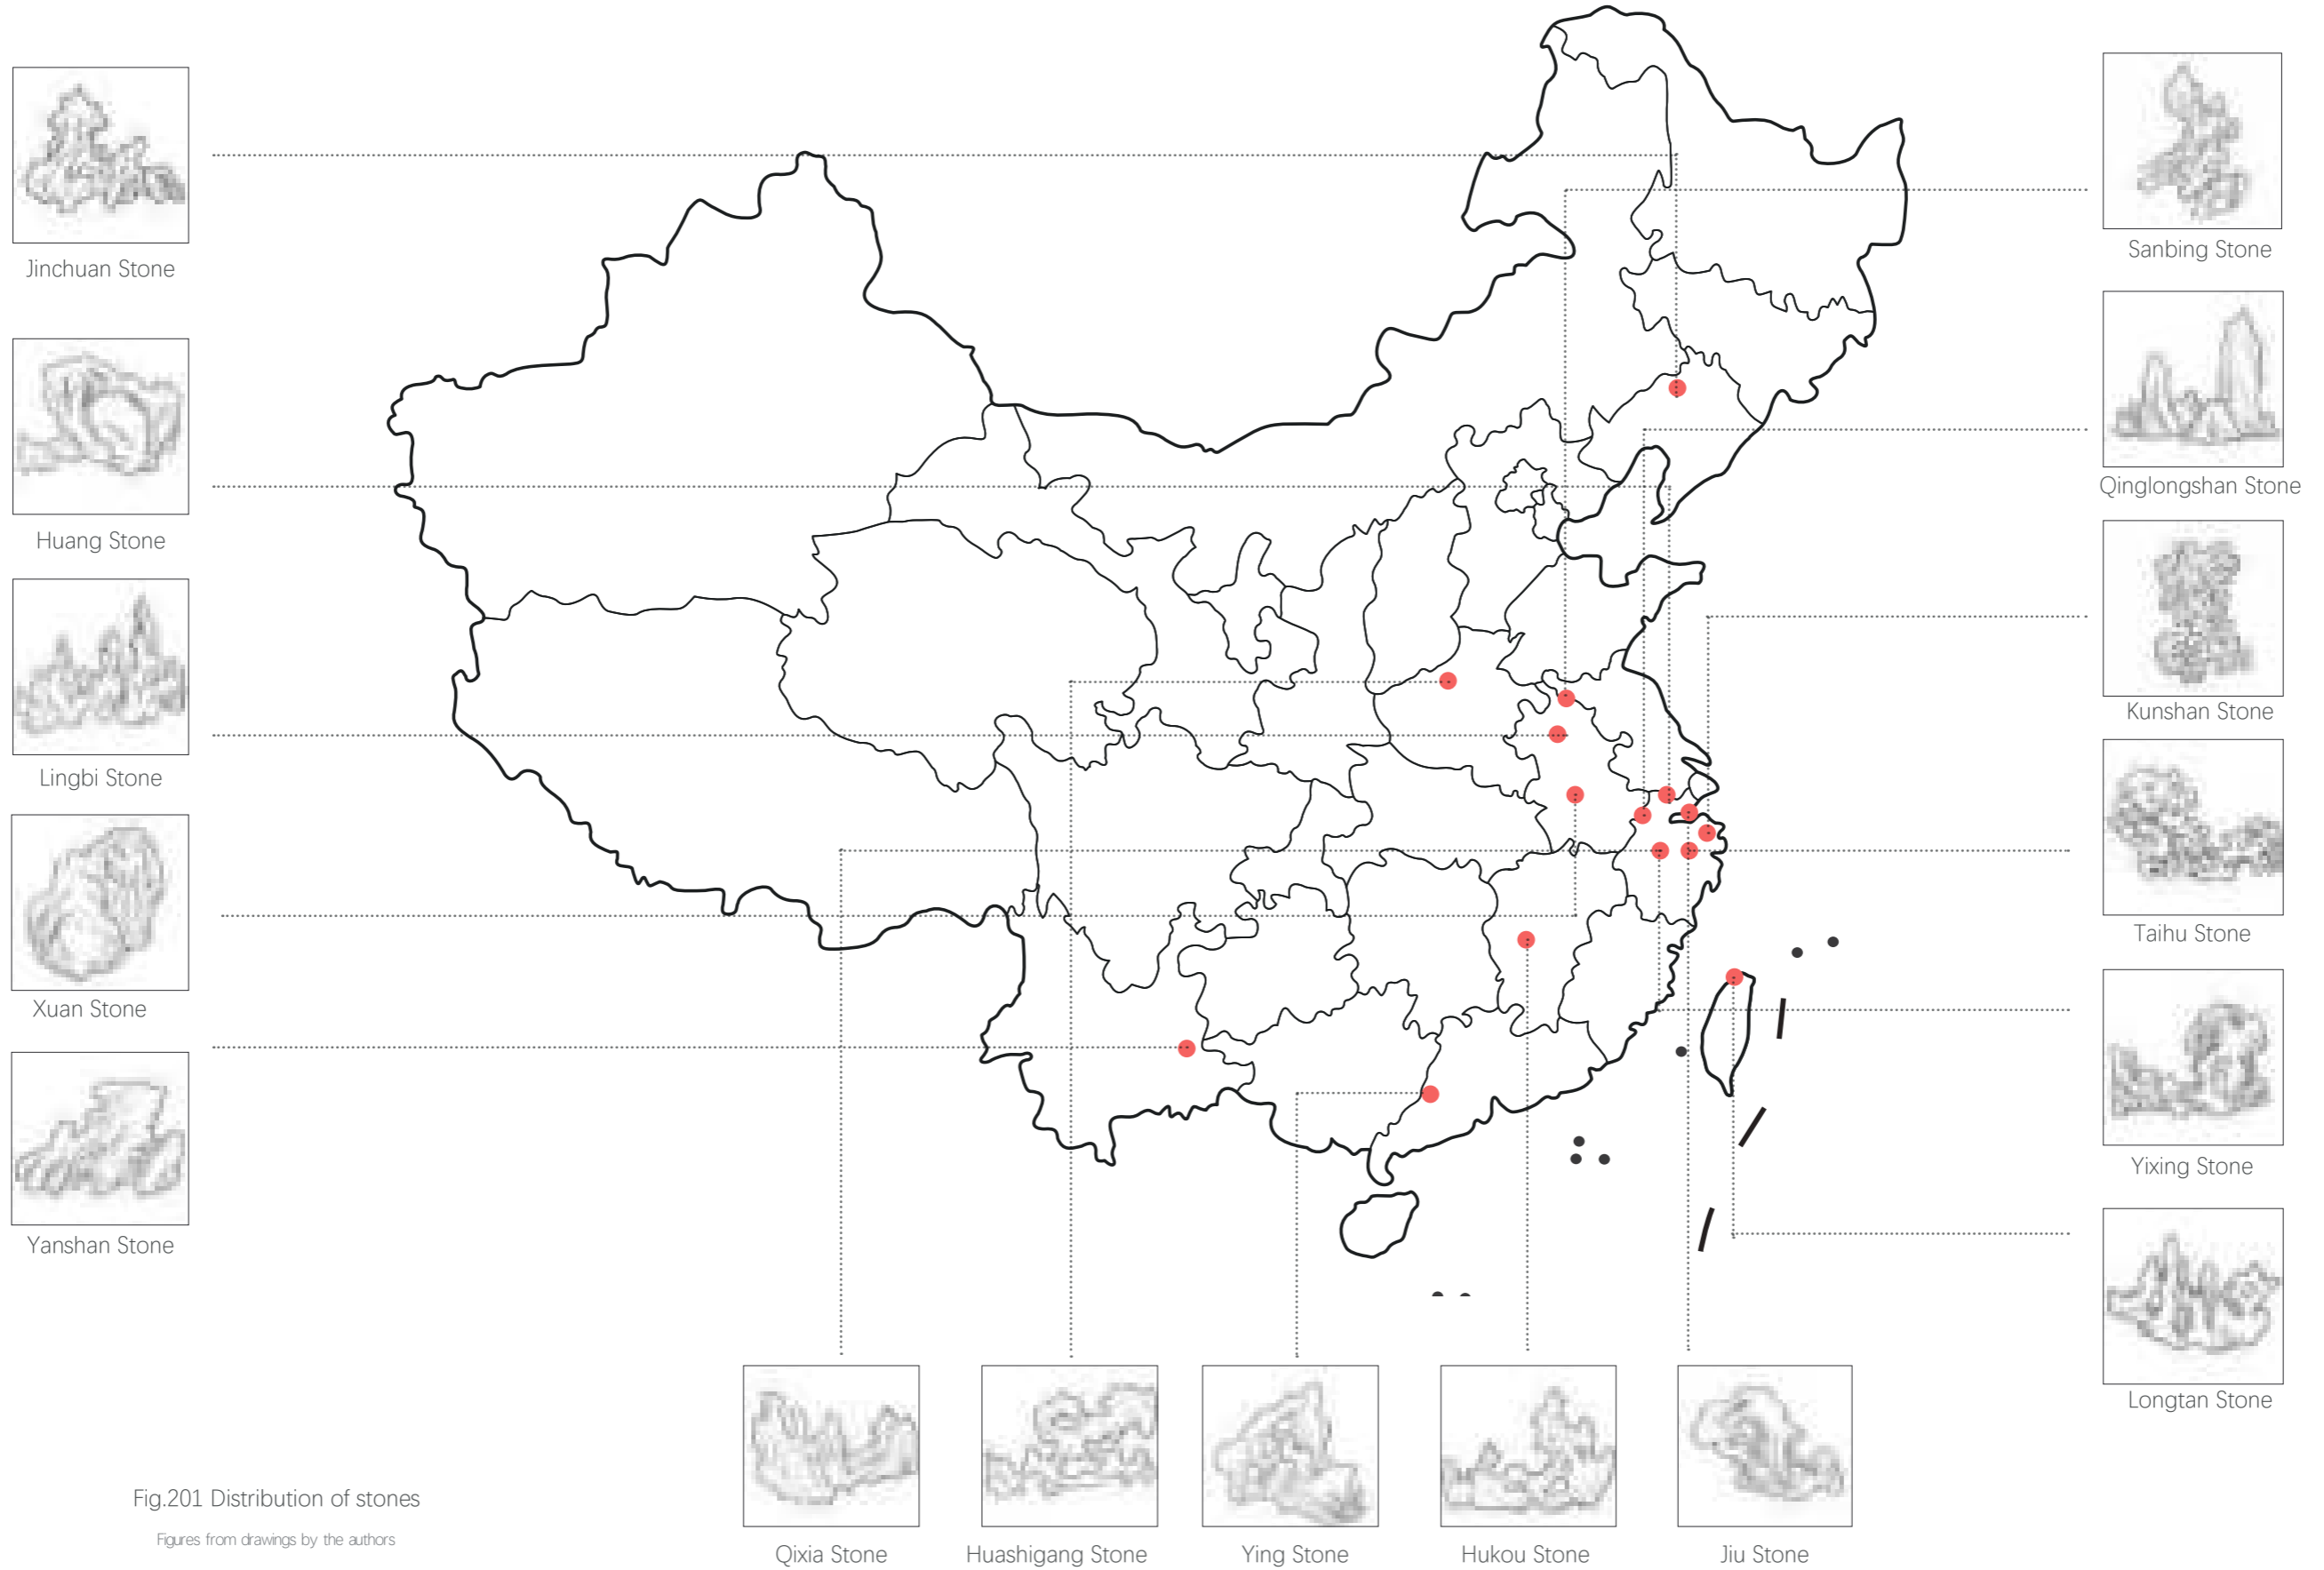 Jinchuan Stone
Huang Stone
Lingbi Stone
Xuan Stone
Yanshan Stone
Sanbing Stone
Qinglongshan Stone
Kunshan Stone
Taihu Stone
Yixing Stone
Longtan Stone
Qixia Stone
Huashigang Stone
Ying Stone
Hukou Stone
Jiu Stone
Fig.201 Distribution of stones
Figures from drawings by the authors